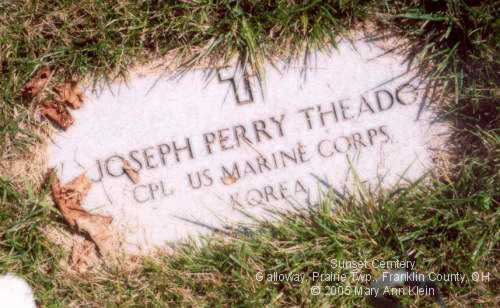 JOSEPH PERRY THEADO
CPL US MARINE CORPS
KOREA
Sunset Cemtery
Galloway, Prairie Twp., Franklin County, OH
© 2005 Mary Ann Klein